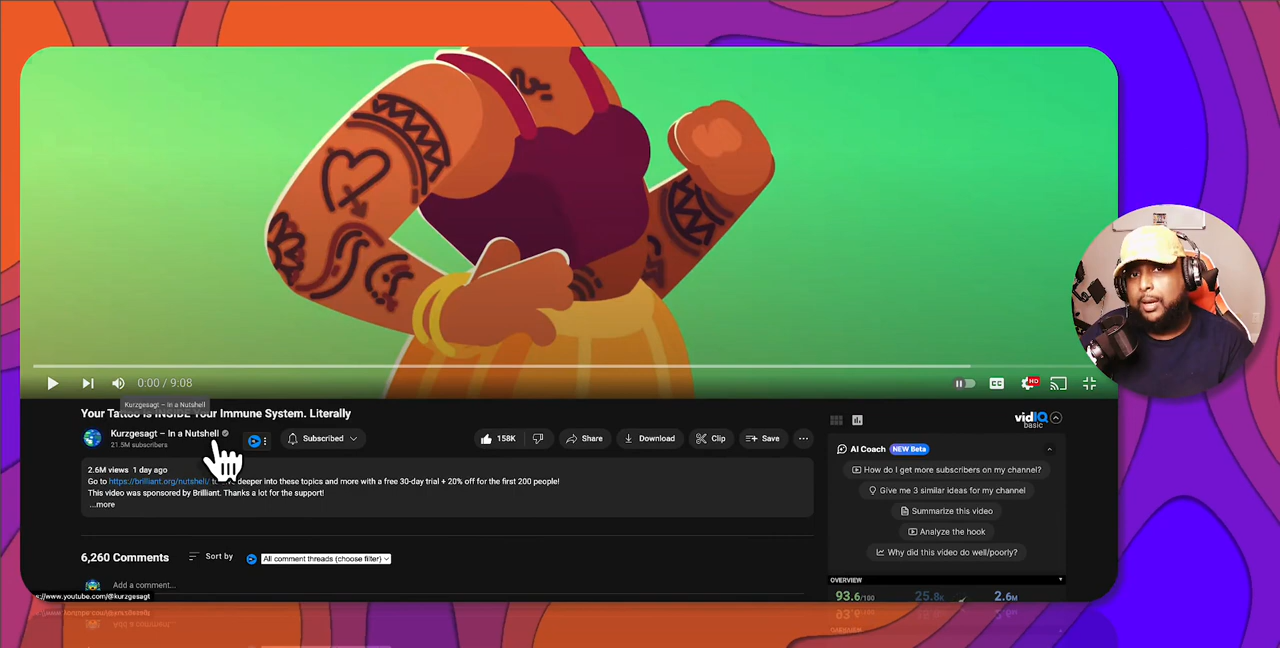 0:00 / 9:08
CC
HD
Kurzgesagt – In a Nutshell
Your Tattoo is INSIDE Your Immune System. Literally
Kurzgesagt – In a Nutshell
21.5M subscribers
Subscribed
158K
Share
Download
Clip
Save
2.6M views 1 day ago
Go to https://brilliant.org/nutshell/ to deeper into these topics and more with a free 30-day trial + 20% off for the first 200 people!
This video was sponsored by Brilliant. Thanks a lot for the support!
...more
6,260 Comments
Sort by
All comment threads (choose filter)
Add a comment...
s://www.youtube.com/@kurzgesagt
vidIQ
basic
AI Coach NEW Beta
How do I get more subscribers on my channel?
Give me 3 similar ideas for my channel
Summarize this video
Analyze the hook
Why did this video do well/poorly?
OVERVIEW
93.6/100
25.8K
2.6M